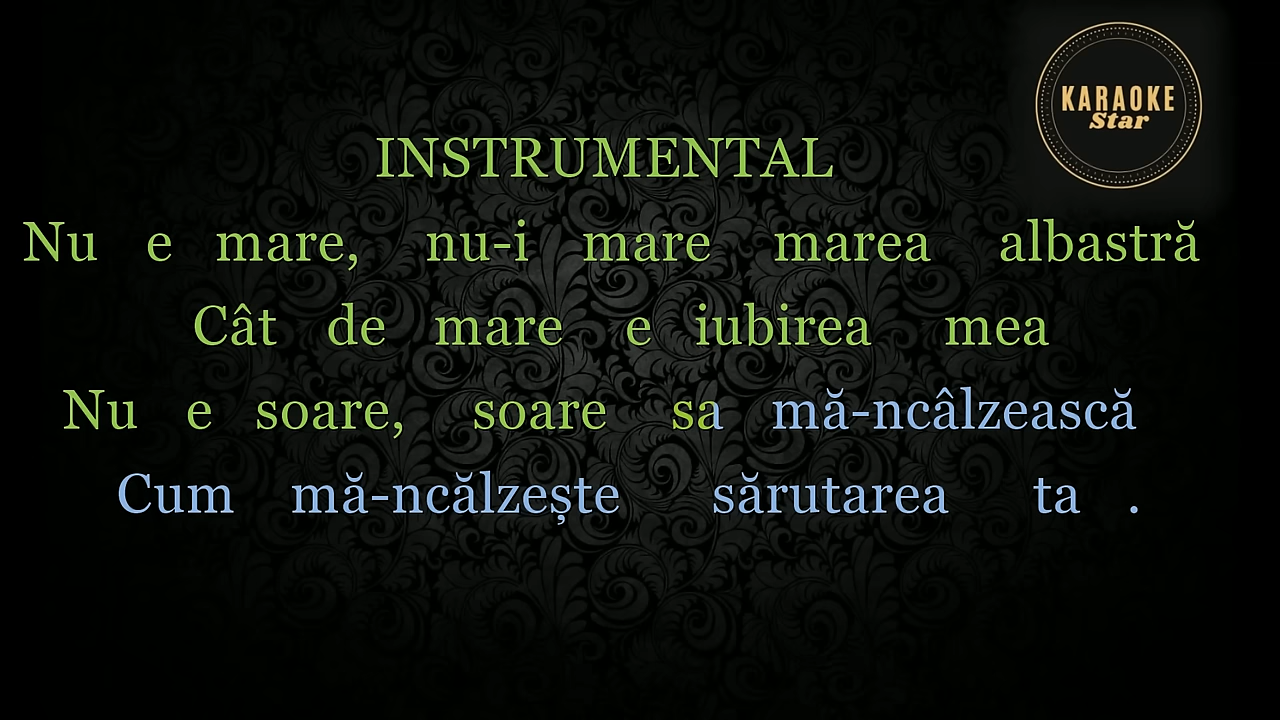 KARAOKE
Star
INSTRUMENTAL
Nu e mare, nu-i mare marea albastră
Cât de mare e iubirea mea
Nu e soare, soare sa mă-ncâlzească
Cum mă-ncălzește sărutarea ta .